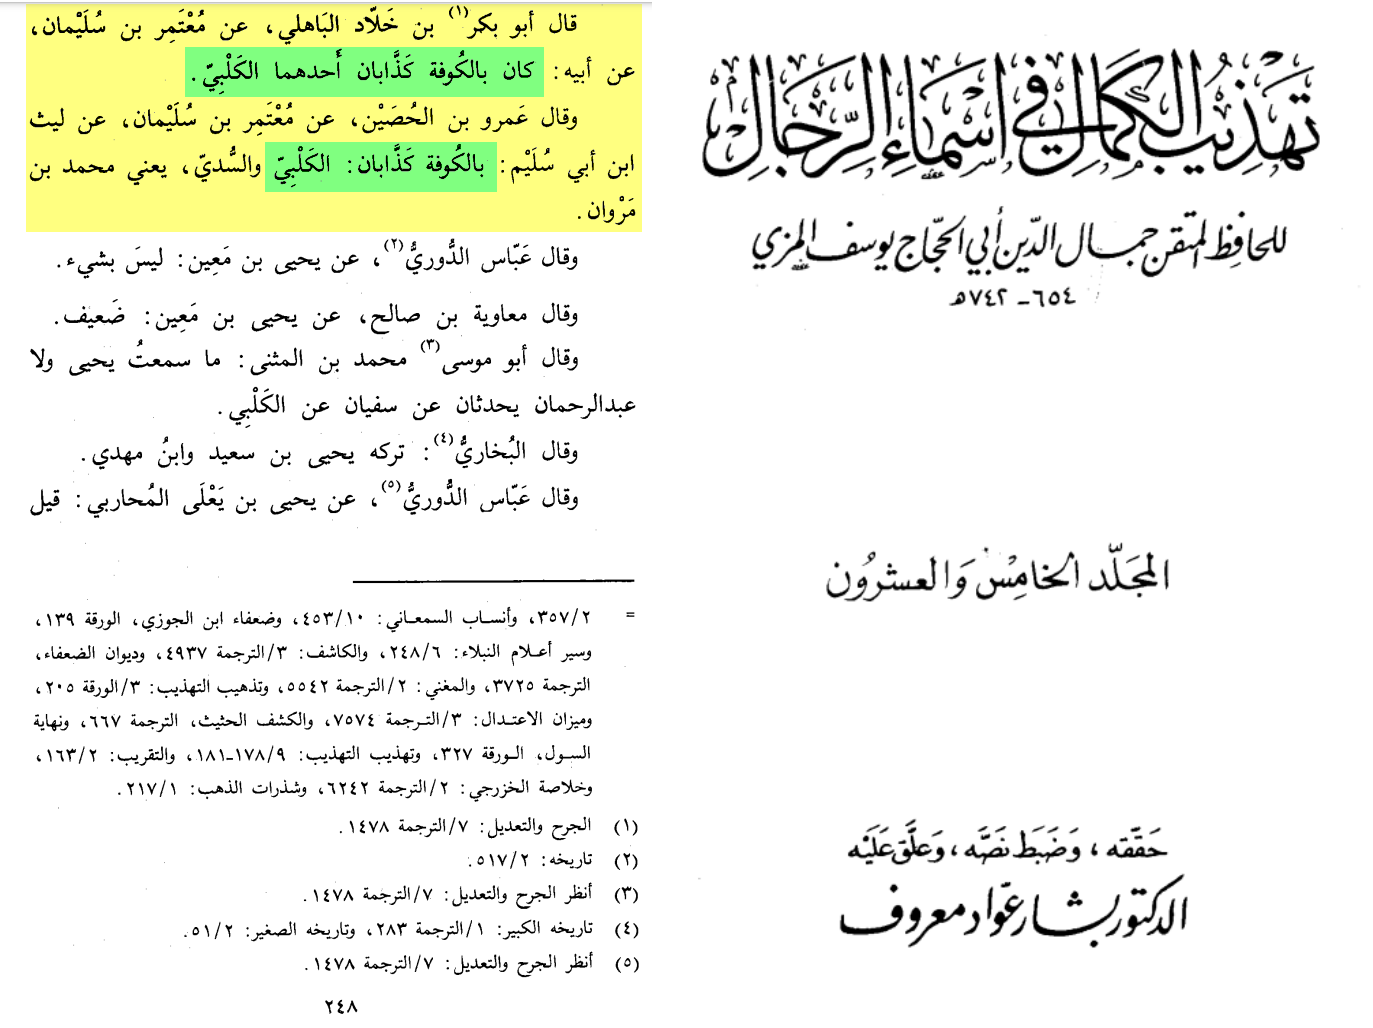 تهذيب الكمال في أسماء الرجال
للحافظ المتقن جمال الدين أبي الحجاج يوسف المزي
٦٥٤ - ٧٤٢ هـ
المجلد الخامس والعشرون
حققه، وضبط نصه، وعلق عليه
الدكتور بشار عواد معروف
قال أبو بكر(١) بن خَلّاد البَاهلي، عن مُعْتَمِر بن سُلَيْمان،
عن أبيه: كان بالكُوفة كَذَّابان أَحدهما الكَلْبِيّ.
وقال عَمرو بن الحُصَيْن، عن مُعْتَمِر بن سُلَيْمان، عن ليث
ابن أبي سُلَيْم: بالكُوفة كَذَّابان: الكَلْبِيّ والسُّديّ، يعني محمد بن
مَرْوان.
وقال عَبّاس الدُّوريُّ(٢)، عن يحيى بن مَعِين: ليسَ بشيء.
وقال معاوية بن صالح، عن يحيى بن مَعِين: ضَعيف.
وقال أبو موسى(٣) محمد بن المثنى: ما سمعتُ يحيى ولا
عبدالرحمان يحدثان عن سفيان عن الكَلْبِي.
وقال البُخاريُّ(٤): تركه يحيى بن سعيد وابنُ مهدي.
وقال عَبّاس الدُّوريُّ(٥)، عن يحيى بن يَعْلَى المُحاربي: قيل
= ٣٥٧/٢، وأنساب السمعاني: ٤٥٣/١٠، وضعفاء ابن الجوزي، الورقة ١٣٩،
وسير أعلام النبلاء: ٢٤٨/٦، والكاشف: ٣/الترجمة ٤٩٣٧، وديوان الضعفاء،
الترجمة ٣٧٢٥، والمغني: ٢/الترجمة ٥٥٤٢، وتذهيب التهذيب: ٣/الورقة ٢٠٥،
وميزان الاعتدال: ٣/الترجمة ٧٥٧٤، والكشف الحثيث، الترجمة ٦٦٧، ونهاية
السول، الورقة ٣٢٧، وتهذيب التهذيب: ١٧٨/٩-١٨١، والتقريب: ١٦٣/٢،
وخلاصة الخزرجي: ٢/الترجمة ٦٢٤٢، وشذرات الذهب: ٢١٧/١.
(١) الجرح والتعديل: ٧/الترجمة ١٤٧٨.
(٢) تاريخه: ٥١٧/٢.
(٣) أنظر الجرح والتعديل: ٧/الترجمة ١٤٧٨.
(٤) تاريخه الكبير: ١/الترجمة ٢٨٣، وتاريخه الصغير: ٥١/٢.
(٥) أنظر الجرح والتعديل: ٧/الترجمة ١٤٧٨.
٢٤٨